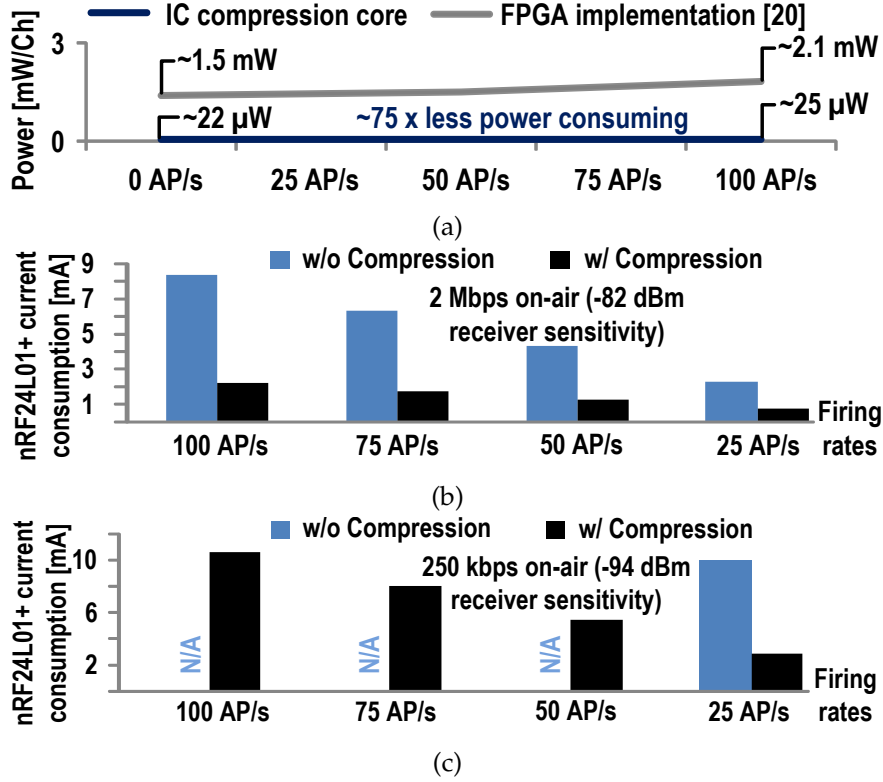 IC compression core
FPGA implementation [20]
Power [mW/Ch]
3
0
~1.5 mW
~2.1 mW
~22 µW
~75 x less power consuming
~25 µW
0 AP/s
25 AP/s
50 AP/s
75 AP/s
100 AP/s
(a)
nRF24L01+ current
consumption [mA]
9
7
5
3
1
w/o Compression
w/ Compression
2 Mbps on-air (-82 dBm
receiver sensitivity)
100 AP/s
75 AP/s
50 AP/s
25 AP/s
Firing
rates
(b)
nRF24L01+ current
consumption [mA]
10
6
2
w/o Compression
w/ Compression
250 kbps on-air (-94 dBm
receiver sensitivity)
N/A
N/A
N/A
100 AP/s
75 AP/s
50 AP/s
25 AP/s
Firing
rates
(c)